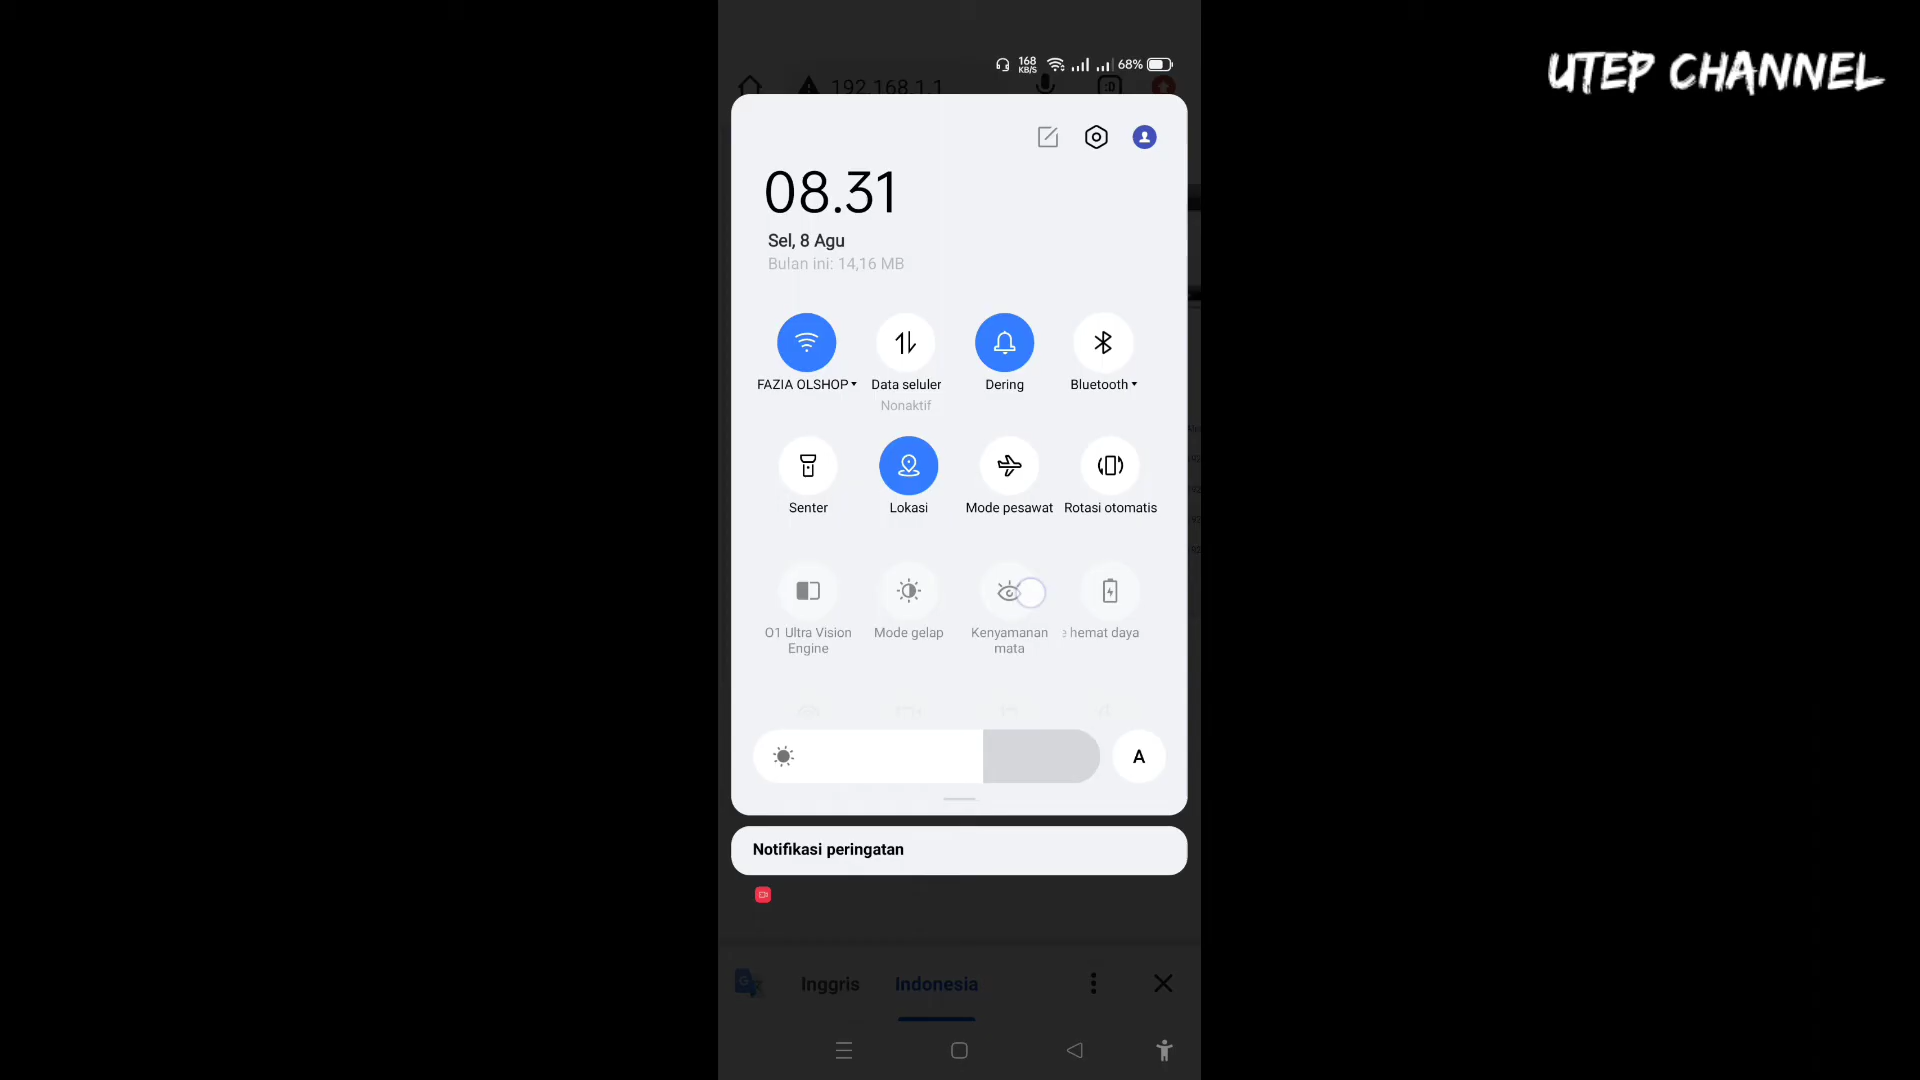 UTEP CHANNEL
168 KB/S 68%
192.168.1.1 :D
08.31
Sel, 8 Agu
Bulan ini: 14,16 MB
FAZIA OLSHOP Data seluler Dering Bluetooth
Nonaktif
Senter Lokasi Mode pesawat Rotasi otomatis
O1 Ultra Vision Mode gelap Kenyamanan hemat daya
Engine mata
A
Notifikasi peringatan
Inggris Indonesia